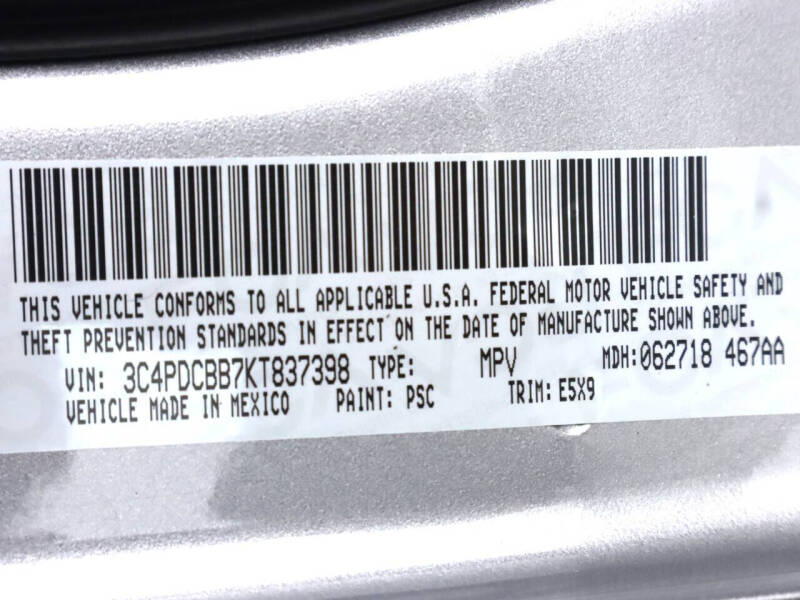 THIS VEHICLE CONFORMS TO ALL APPLICABLE U.S.A. FEDERAL MOTOR VEHICLE SAFETY AND
THEFT PREVENTION STANDARDS IN EFFECT ON THE DATE OF MANUFACTURE SHOWN ABOVE.
VIN: 3C4PDCBB7KT837398 TYPE: MPV MDH: 062718 467AA
VEHICLE MADE IN MEXICO PAINT: PSC TRIM: E5X9